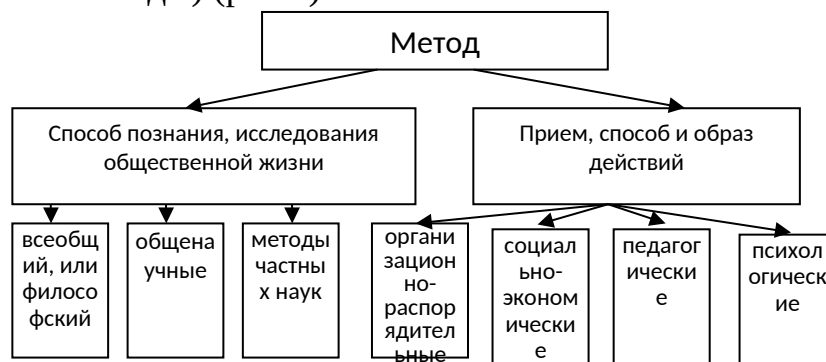 Метод
Способ познания, исследования
общественной жизни
Прием, способ и образ
действий
всеобщ
ий, или
филосо
фский
общена
учные
методы
частны
х наук
органи
зацион
но-
распор
ядител
ьные
социал
ьно-
эконом
ически
е
педагог
ически
е
психол
огическ
ие